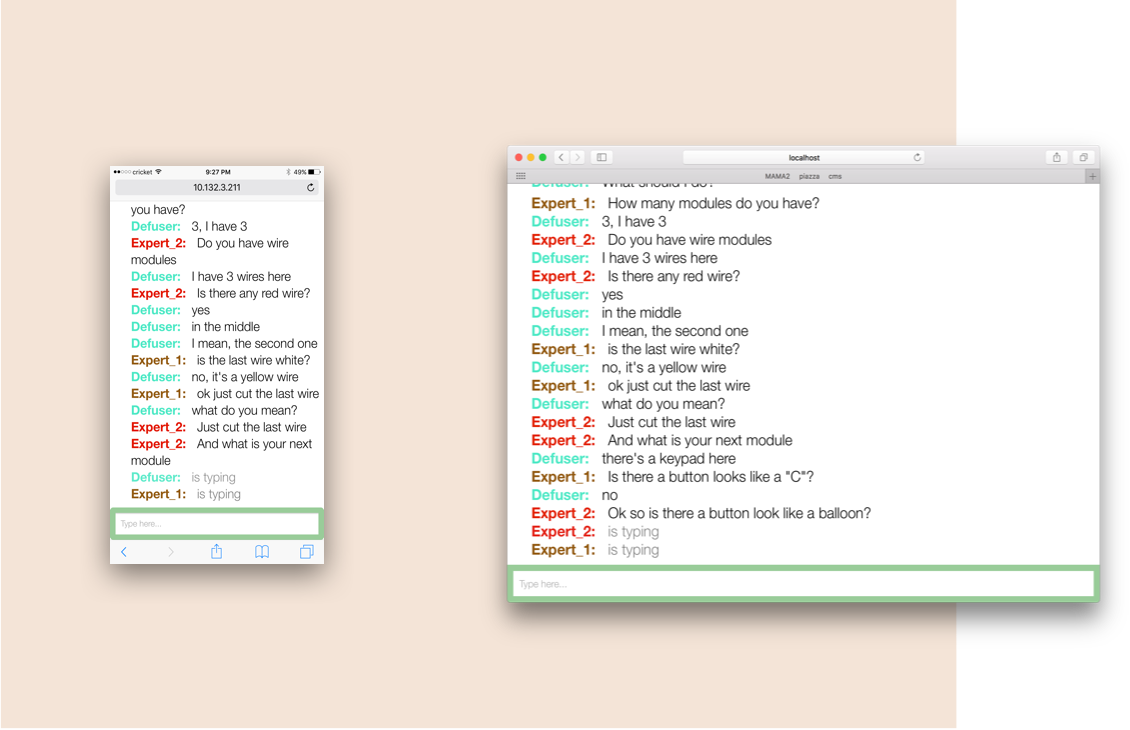 cricket 9:27 PM 49%
10.132.3.211
you have?
Defuser: 3, I have 3
Expert_2: Do you have wire
modules
Defuser: I have 3 wires here
Expert_2: Is there any red wire?
Defuser: yes
Defuser: in the middle
Defuser: I mean, the second one
Expert_1: is the last wire white?
Defuser: no, it's a yellow wire
Expert_1: ok just cut the last wire
Defuser: what do you mean?
Expert_2: Just cut the last wire
Expert_2: And what is your next
module
Defuser: is typing
Expert_1: is typing
Type here...
localhost
MAMA2 piazza cms
Defuser: What should I do?
Expert_1: How many modules do you have?
Defuser: 3, I have 3
Expert_2: Do you have wire modules
Defuser: I have 3 wires here
Expert_2: Is there any red wire?
Defuser: yes
Defuser: in the middle
Defuser: I mean, the second one
Expert_1: is the last wire white?
Defuser: no, it's a yellow wire
Expert_1: ok just cut the last wire
Defuser: what do you mean?
Expert_2: Just cut the last wire
Expert_2: And what is your next module
Defuser: there's a keypad here
Expert_1: Is there a button looks like a "C"?
Defuser: no
Expert_2: Ok so is there a button look like a balloon?
Expert_2: is typing
Expert_1: is typing
Type here...